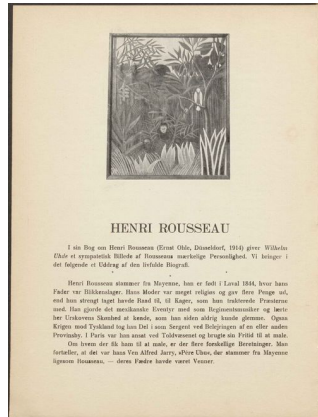 HENRI ROUSSEAU
I sin Bog om Henri Rousseau (Ernst Ohle, Düsseldorf, 1914) giver Wilhelm
Uhde et sympatisk Billede af Rousseaus mærkelige Personlighed. Vi bringer i
det følgende et Uddrag af den livfulde Biografi.
Henri Rousseau stammer fra Mayenne, han er født i Laval 1844, hvor hans
Fader var Blikkenslager. Hans Moder var meget religiøs og gav flere Penge ud,
end hun strengt taget havde Raad til, til Kager, som hun trakterede Præsterne
med. Han gjorde det mexikanske Eventyr med som Regimentsmusiker og lærte
her Urskovens Skønhed at kende, som han siden aldrig kunde glemme. Ogsaa
Krigen mod Tyskland tog han Del i som Sergent ved Belejringen af en eller anden
Provinsby. I Paris var han ansat ved Toldvæsenet og brugte sin Fritid til at male.
Om hvem der fik ham til at male, er der flere forskellige Beretninger. Man
fortæller, at det var hans Ven Alfred Jarry, »Père Ubu«, der stammer fra Mayenne
ligesom Rousseau, — deres Fædre havde været Venner.